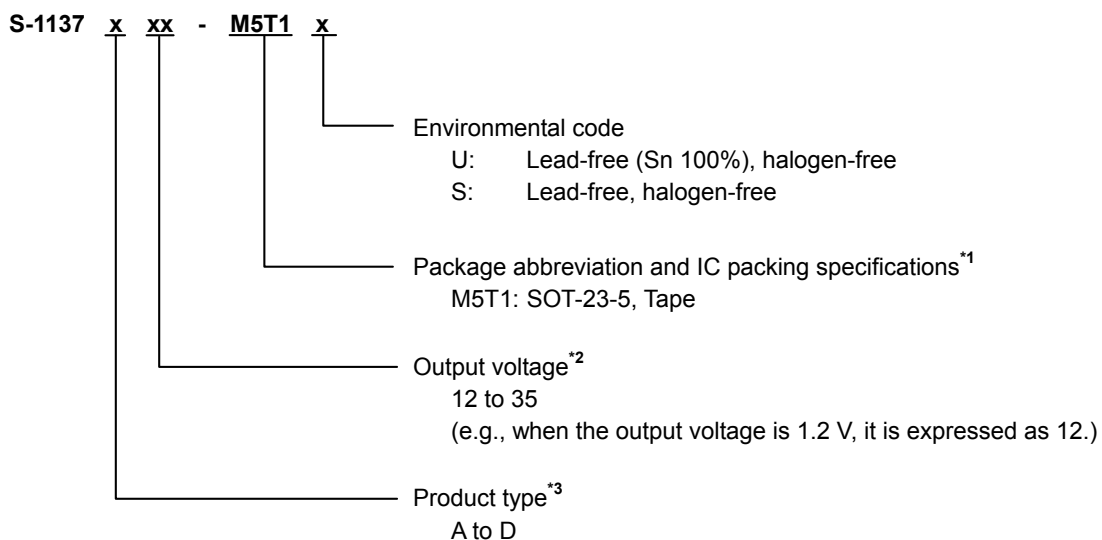 S-1137 x xx - M5T1 x
Environmental code
U: Lead-free (Sn 100%), halogen-free
S: Lead-free, halogen-free
Package abbreviation and IC packing specifications*1
M5T1: SOT-23-5, Tape
Output voltage*2
12 to 35
(e.g., when the output voltage is 1.2 V, it is expressed as 12.)
Product type*3
A to D